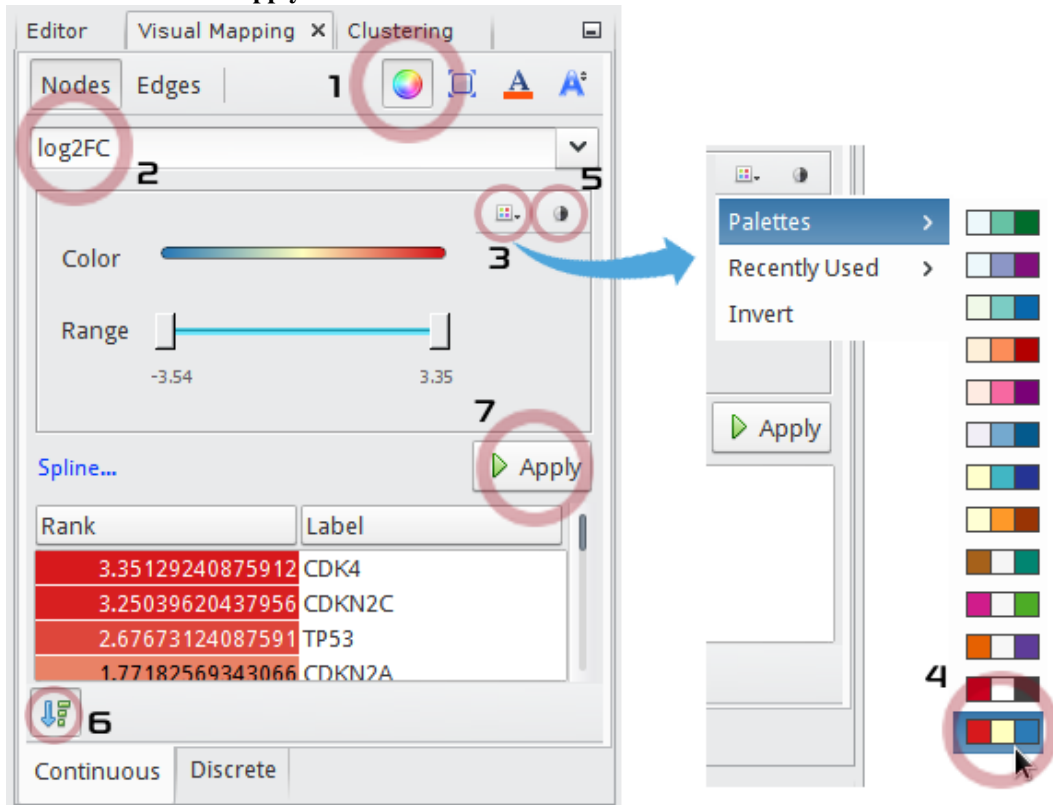 Apply
Editor Visual Mapping × Clustering
Nodes Edges 1 A A
log2FC
2 5
Palettes >
Color 3
Recently Used >
Range
Invert
-3.54 3.35
7
Spline... Apply
Apply
Rank Label
3.35129240875912 CDK4
3.25039620437956 CDKN2C
2.67673124087591 TP53
1.77182569343066 CDKN2A
4
6
Continuous Discrete